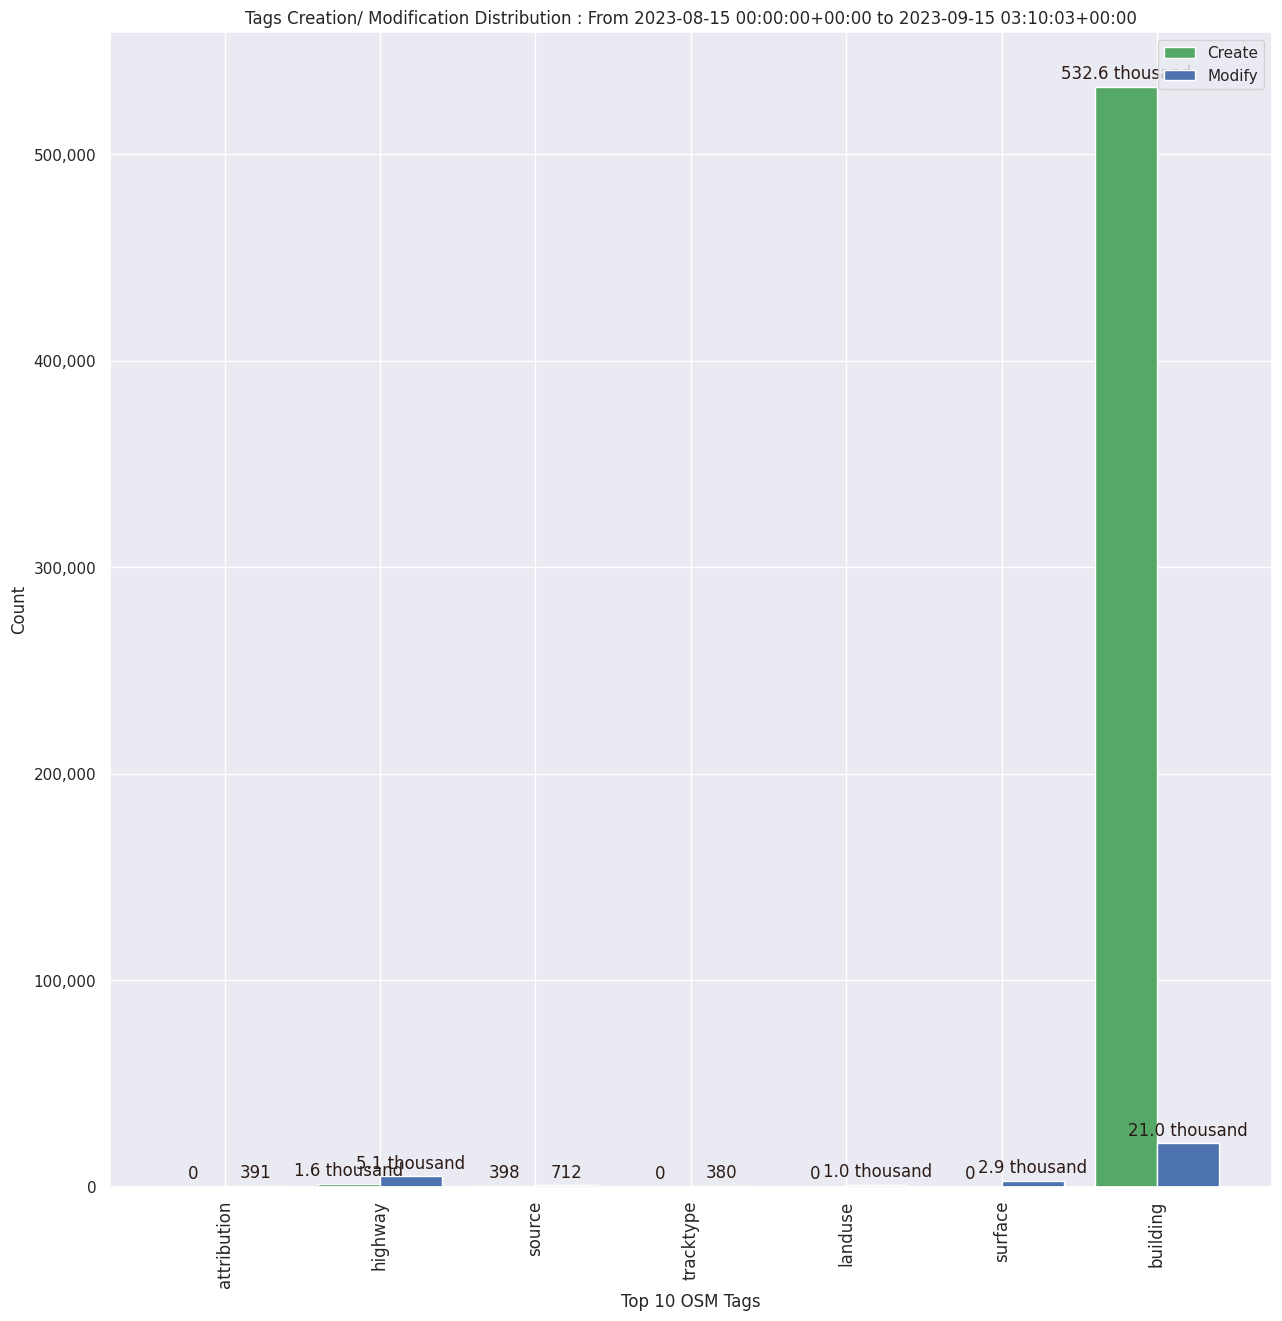 Tags Creation/ Modification Distribution : From 2023-08-15 00:00:00+00:00 to 2023-09-15 03:10:03+00:00
Create
Modify
532.6 thousand
500,000
400,000
300,000
200,000
100,000
0
Count
0
391
1.6 thousand
5.1 thousand
398
712
0
380
0
1.0 thousand
0
2.9 thousand
21.0 thousand
attribution
highway
source
tracktype
landuse
surface
building
Top 10 OSM Tags